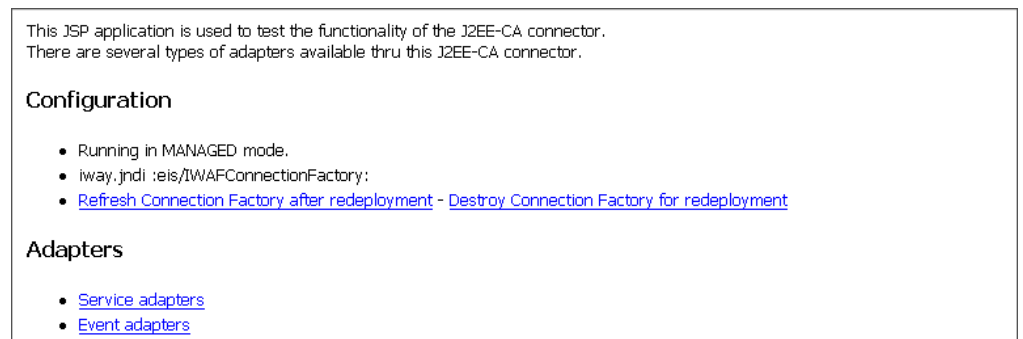 This JSP application is used to test the functionality of the J2EE-CA connector.
There are several types of adapters available thru this J2EE-CA connector.
Configuration
Running in MANAGED mode.
iway.jndi :eis/IWAFConnectionFactory:
Refresh Connection Factory after redeployment - Destroy Connection Factory for redeployment
Adapters
Service adapters
Event adapters